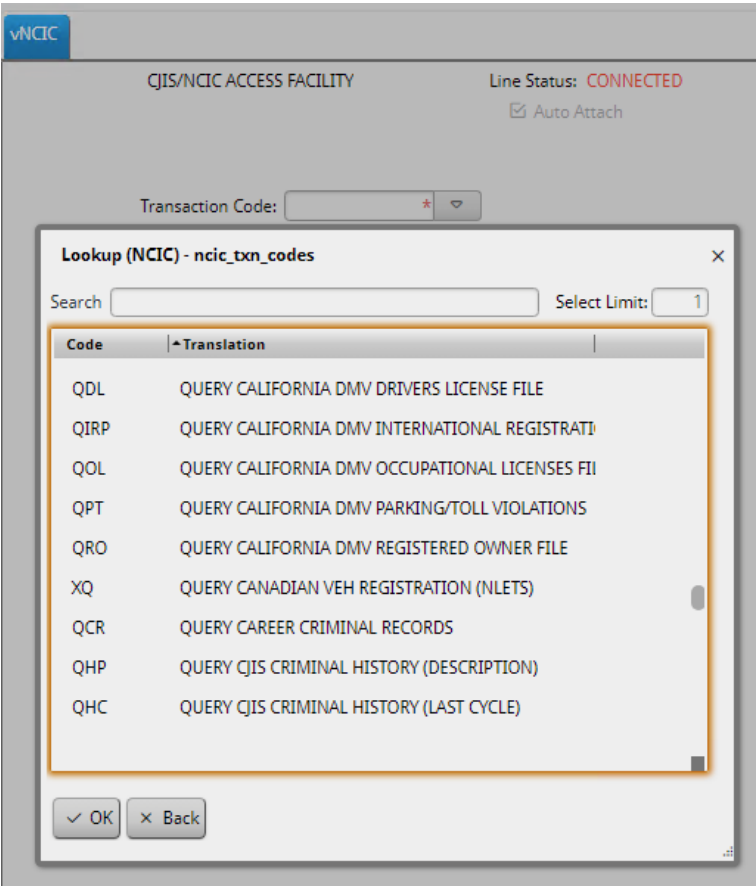 vNCIC
CJIS/NCIC ACCESS FACILITY Line Status: CONNECTED
Auto Attach
Transaction Code: *
Lookup (NCIC) - ncic_txn_codes
Search Select Limit: 1
Code Translation
QDL QUERY CALIFORNIA DMV DRIVERS LICENSE FILE
QIRP QUERY CALIFORNIA DMV INTERNATIONAL REGISTRATI
QOL QUERY CALIFORNIA DMV OCCUPATIONAL LICENSES FIL
QPT QUERY CALIFORNIA DMV PARKING/TOLL VIOLATIONS
QRO QUERY CALIFORNIA DMV REGISTERED OWNER FILE
XQ QUERY CANADIAN VEH REGISTRATION (NLETS)
QCR QUERY CAREER CRIMINAL RECORDS
QHP QUERY CJIS CRIMINAL HISTORY (DESCRIPTION)
QHC QUERY CJIS CRIMINAL HISTORY (LAST CYCLE)
OK Back